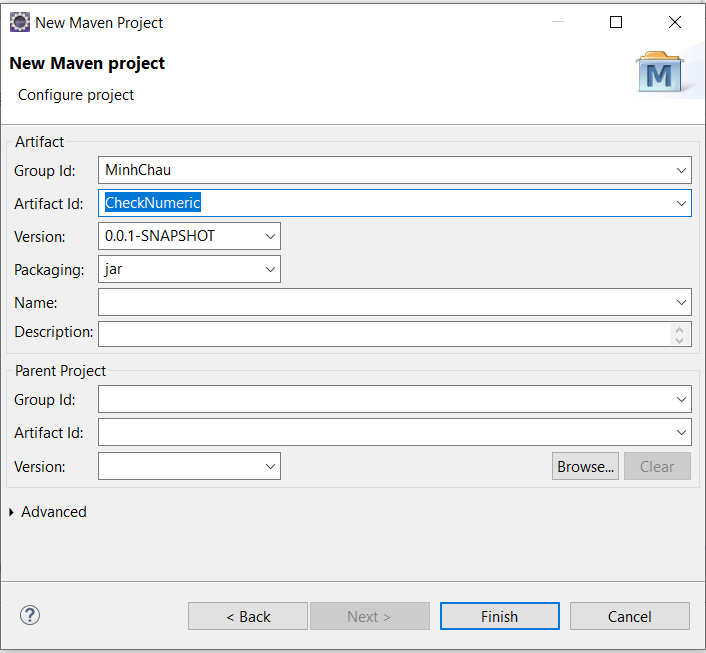 New Maven Project
New Maven project
Configure project
M
Artifact
Group Id: MinhChau
Artifact Id: CheckNumeric
Version: 0.0.1-SNAPSHOT
Packaging: jar
Name:
Description:
Parent Project
Group Id:
Artifact Id:
Version: Browse... Clear
Advanced
? < Back Next > Finish Cancel